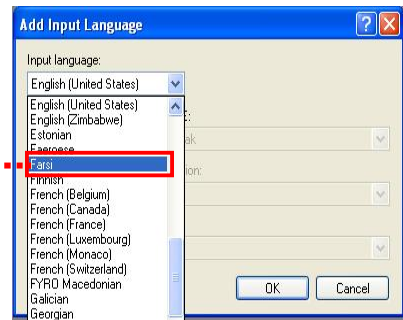 Add Input Language
Input language:
English (United States)
English (United States)
English (Zimbabwe)
Estonian
Faeroese
Farsi
Finnish
French (Belgium)
French (Canada)
French (France)
French (Luxembourg)
French (Monaco)
French (Switzerland)
FYRO Macedonian
Galician
Georgian
OK
Cancel